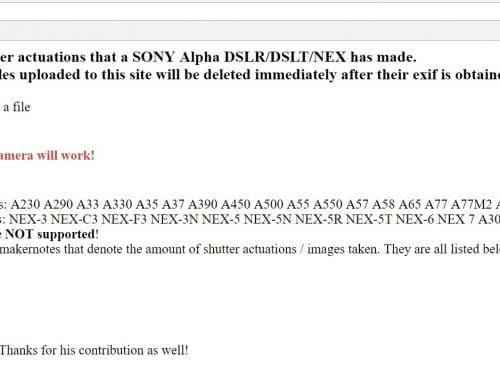 er actuations that a SONY Alpha DSLR/DSLT/NEX has made.
les uploaded to this site will be deleted immediately after their exif is obtaine
a file
amera will work!
s: A230 A290 A33 A330 A35 A37 A390 A450 A500 A55 A550 A57 A58 A65 A77 A77M2 A
s: NEX-3 NEX-C3 NEX-F3 NEX-3N NEX-5 NEX-5N NEX-5R NEX-5T NEX-6 NEX 7 A30
e NOT supported!
makernotes that denote the amount of shutter actuations / images taken. They are all listed bel
Thanks for his contribution as well!